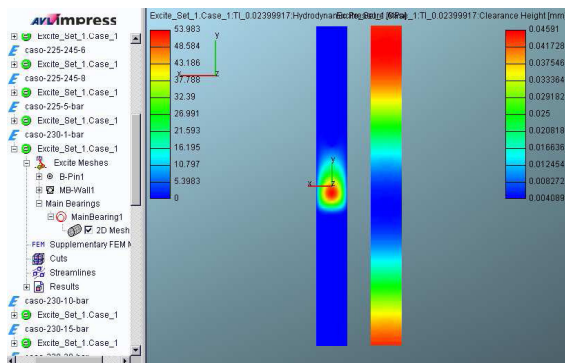 AVL impress
Excite_Set_1.Case_1
caso-225-245-6
Excite_Set_1.Case_1
caso-225-245-8
Excite_Set_1.Case_1
caso-225-5-bar
Excite_Set_1.Case_1
caso-230-1-bar
Excite_Set_1.Case_1
Excite Meshes
B-Pin1
MB-Wall1
Main Bearings
MainBearing1
2D Mesh
FEM Supplementary FEM
Cuts
Streamlines
Results
caso-230-10-bar
Excite_Set_1.Case_1
caso-230-15-bar
Excite_Set_1.Case_1
Excite_Set_1.Case_1:TI_0.02399917:Hydrodynamic
_1:TI_0.02399917:Clearance Height[mm
53.983
48.584
43.186
37.788
32.39
26.991
21.593
16.195
10.797
5.3983
0
y
x
z
y
x
z
0.04591
0.041728
0.037546
0.033364
0.029182
0.025
0.020818
0.016636
0.012454
0.008272
0.004089